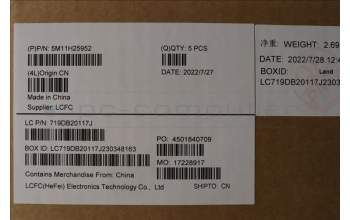 (P)P/N: 5M11H25952
(Q)QTY: 5 PCS
(4L)Origin CN
DATE: 2022/7/27
Made in China
Supplier: LCFC
净重: WEIGHT: 2.69
DATE: 2022/7/28 12:4
BOXID: Land
LC719DB20117J230348
LC P/N: 719DB20117J
PO: 4501840709
BOX ID: LC719DB20117J230348163
MO: 17228917
Contains Merchandise From: China
LCFC(HeFei) Electronics Technology Co., Ltd
SHIPTO: CN